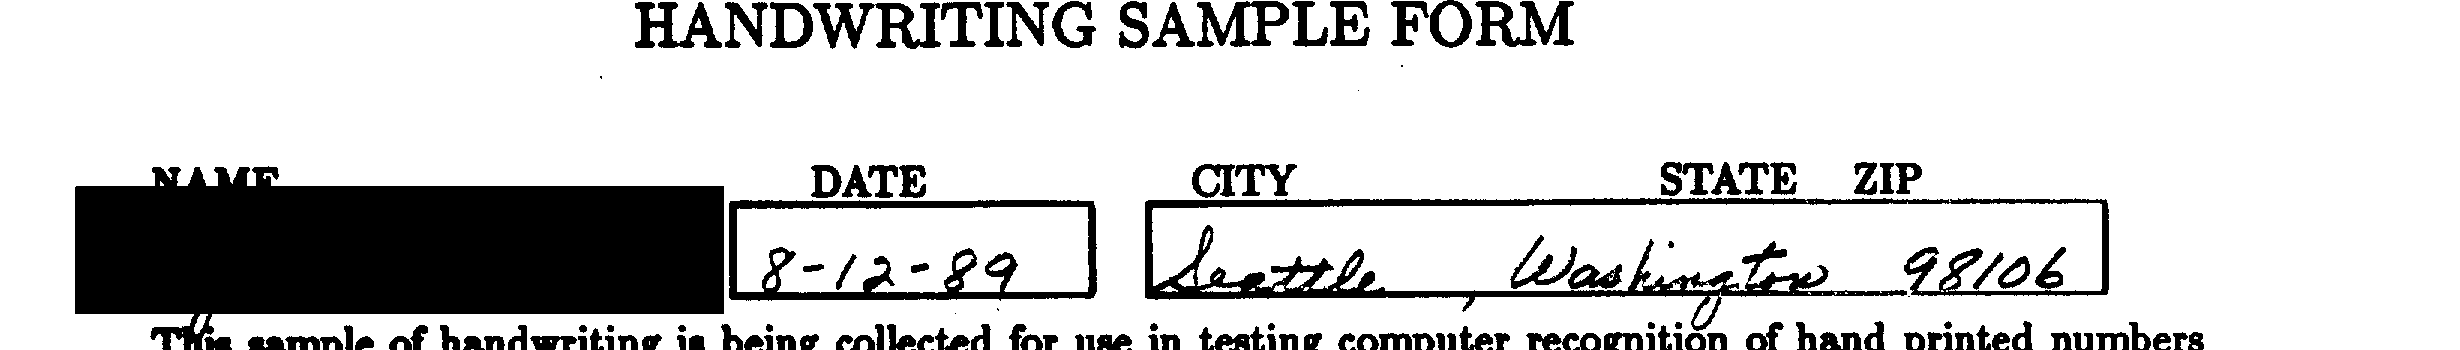 HANDWRITING SAMPLE FORM
NAME DATE CITY STATE ZIP
8-12-89 Seattle, Washington 98106
This sample of handwriting is being collected for use in testing computer recognition of hand printed numbers